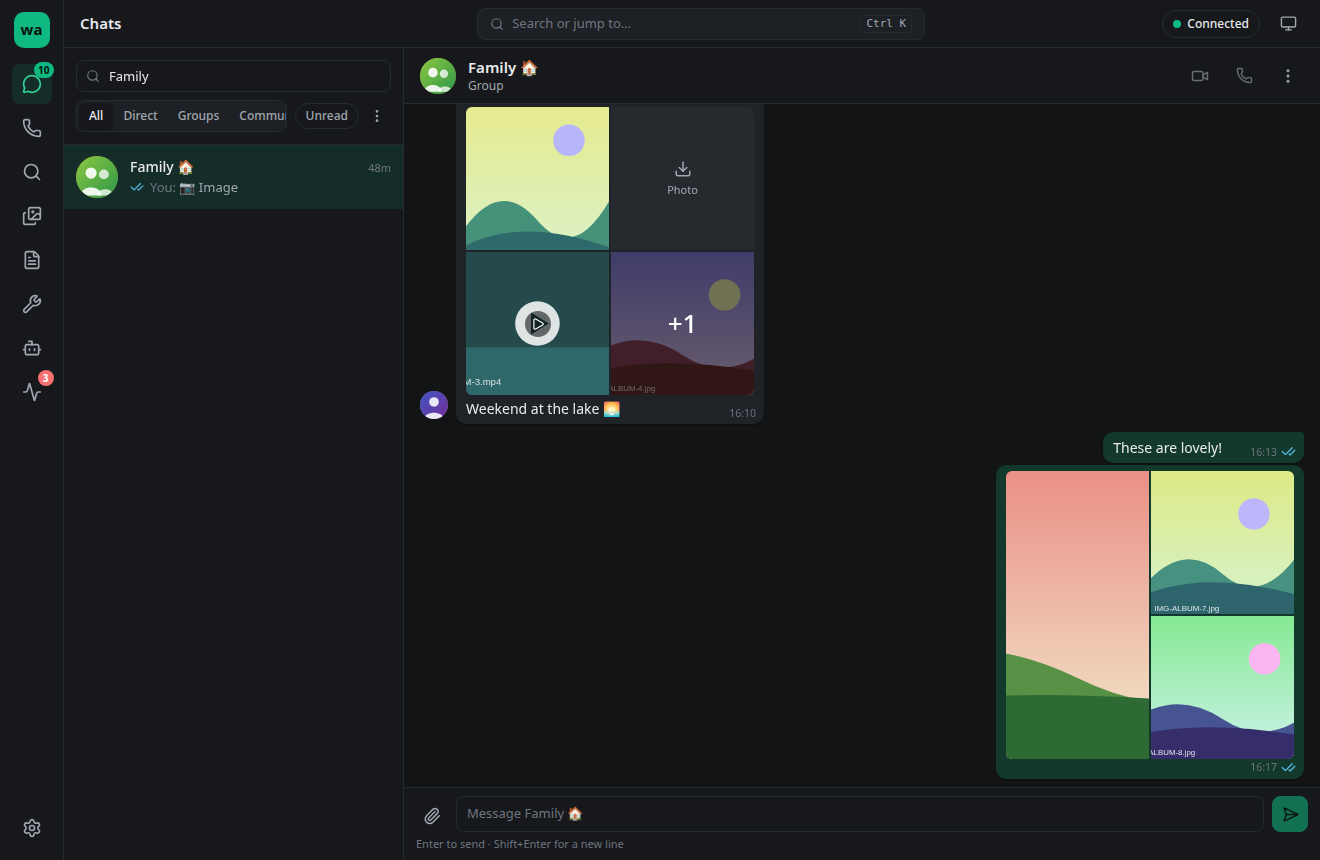 wa
Chats
Search or jump to...
Ctrl K
Connected
10
3
Family
All
Direct
Groups
Commu
Unread
Family 🏠
48m
You: 📷 Image
Family 🏠
Group
Photo
M-3.mp4
+1
ALBUM-4.jpg
Weekend at the lake 🌅
16:10
These are lovely!
16:13
IMG-ALBUM-7.jpg
ALBUM-8.jpg
16:17
Message Family 🏠
Enter to send · Shift+Enter for a new line